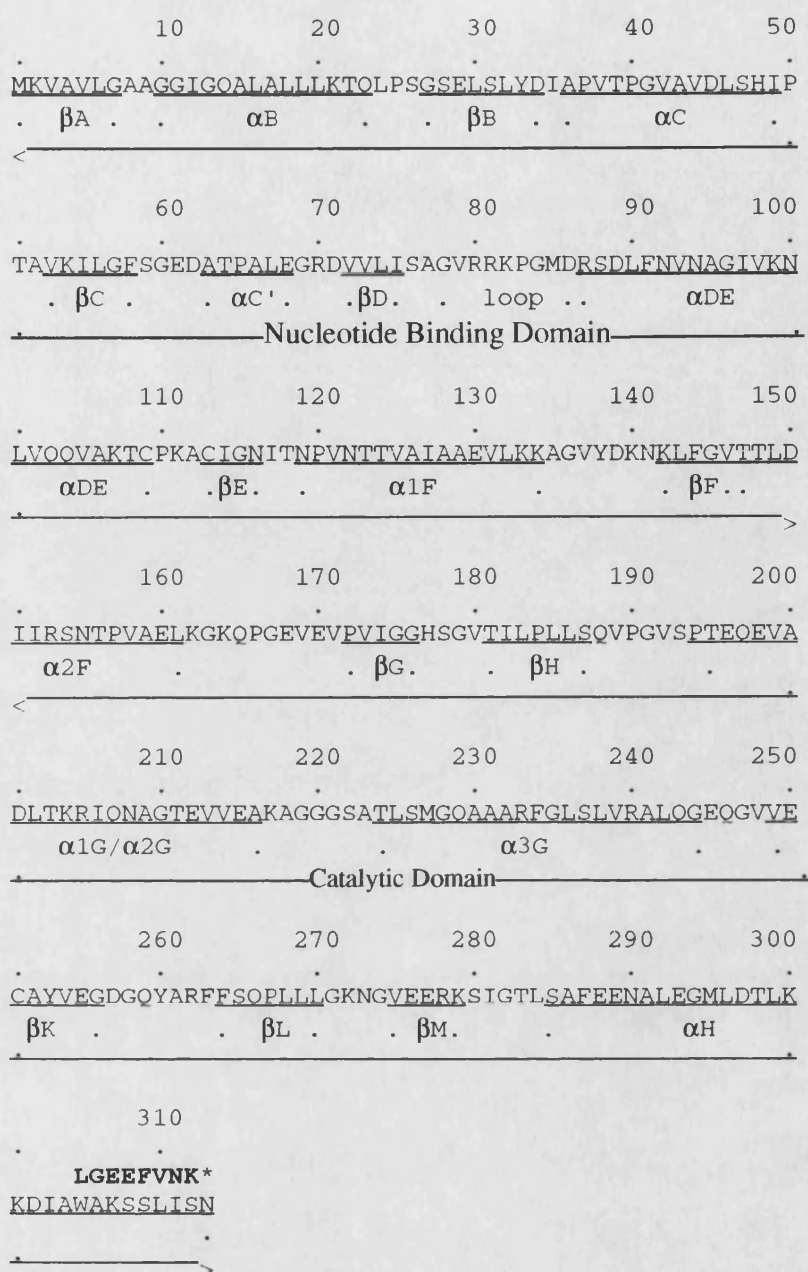 10 20 30 40 50
MKVAVLGAAGGIGQALALLLKTQLPSGSELSLYDIAPVTPGVAVDLSHIP
. βA . . αB . . βB . . αC .
<
60 70 80 90 100
TAVKILGFSGEDATPALEGRDVVLISAGVRRKPGMDRSDLFNVNAGIVKN
. βC . . αC' . . βD. . loop . . αDE
Nucleotide Binding Domain
110 120 130 140 150
LVQQVAKTCPKACIGNITNPVNTTVAIAAEVLKKAGVYDKNKLFGVTTLD
αDE . . βE. . α1F . . βF. .
>
160 170 180 190 200
IIRSNTPVAELKGKQPGEVEVPVIGGHSGVTILPLLSQVPGVSPTEQEVA
α2F . . βG. . βH . .
<
210 220 230 240 250
DLTKRIQNAGTEVVEAKAGGGSATLSMGQAAARFGLSLVRALQGEQGVVE
α1G/α2G . . α3G . .
Catalytic Domain
260 270 280 290 300
CAYVEGDGQYARFFSQPLLLGKNGVEERKSIGTLSAFEENALEGMLDTLK
βK . . βL . . βM. . αH
310
LGEEFVNK*
KDIAWAKSSLISN
>